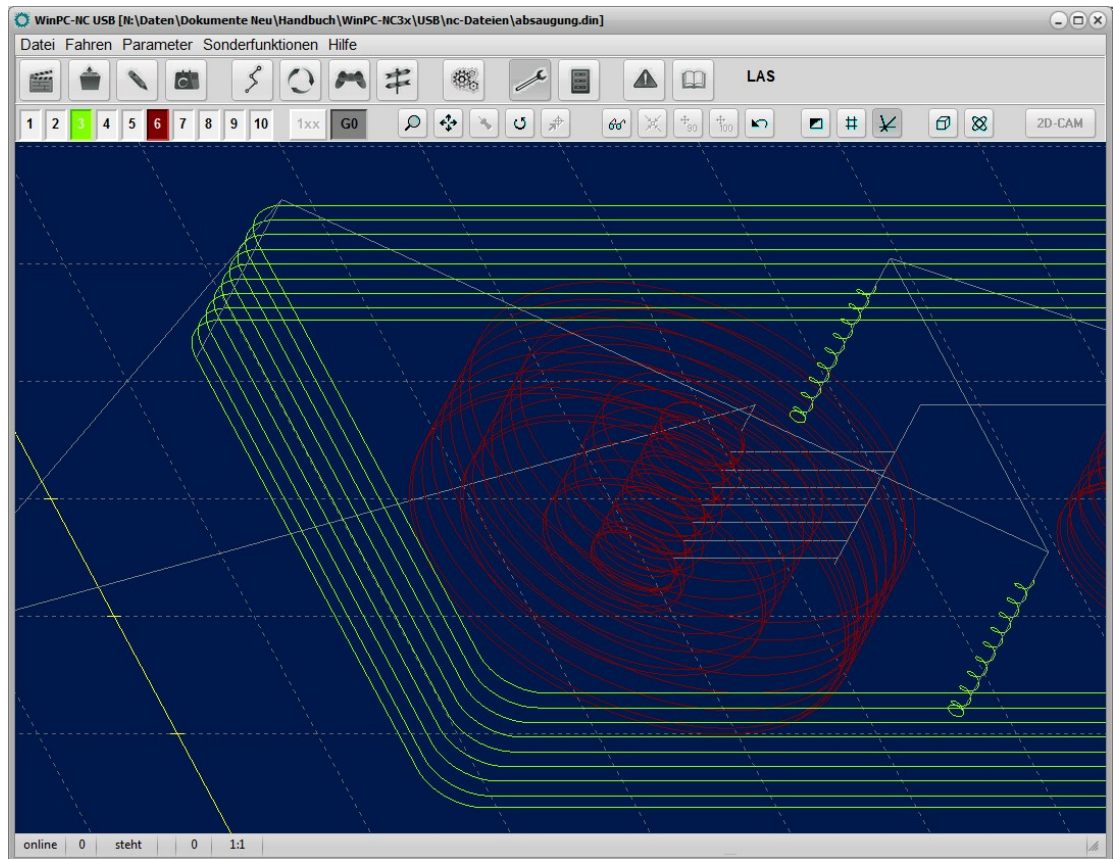 WinPC-NC USB [N:\Daten\Dokumente Neu\Handbuch\WinPC-NC3x\USB\nc-Dateien\absaugung.din]
Datei Fahren Parameter Sonderfunktionen Hilfe
LAS
1 2 3 4 5 6 7 8 9 10 1xx G0 90 100 2D-CAM
online 0 steht 0 1:1